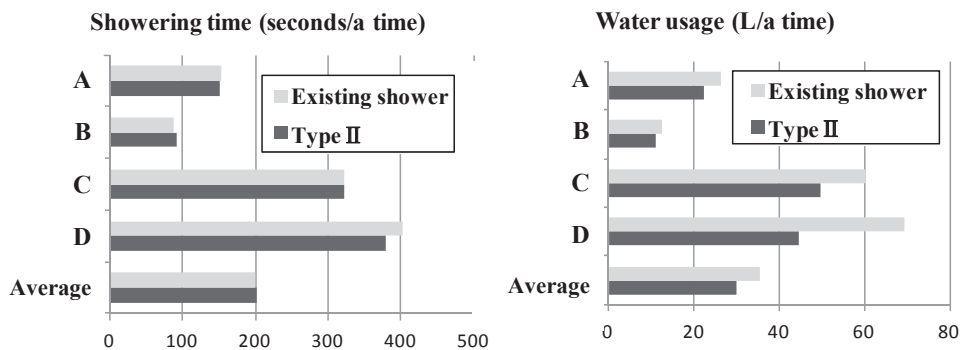 Showering time (seconds/a time)
A
B
C
D
Average
Existing shower
Type Ⅱ
0 100 200 300 400 500
Water usage (L/a time)
A
B
C
D
Average
Existing shower
Type Ⅱ
0 20 40 60 80